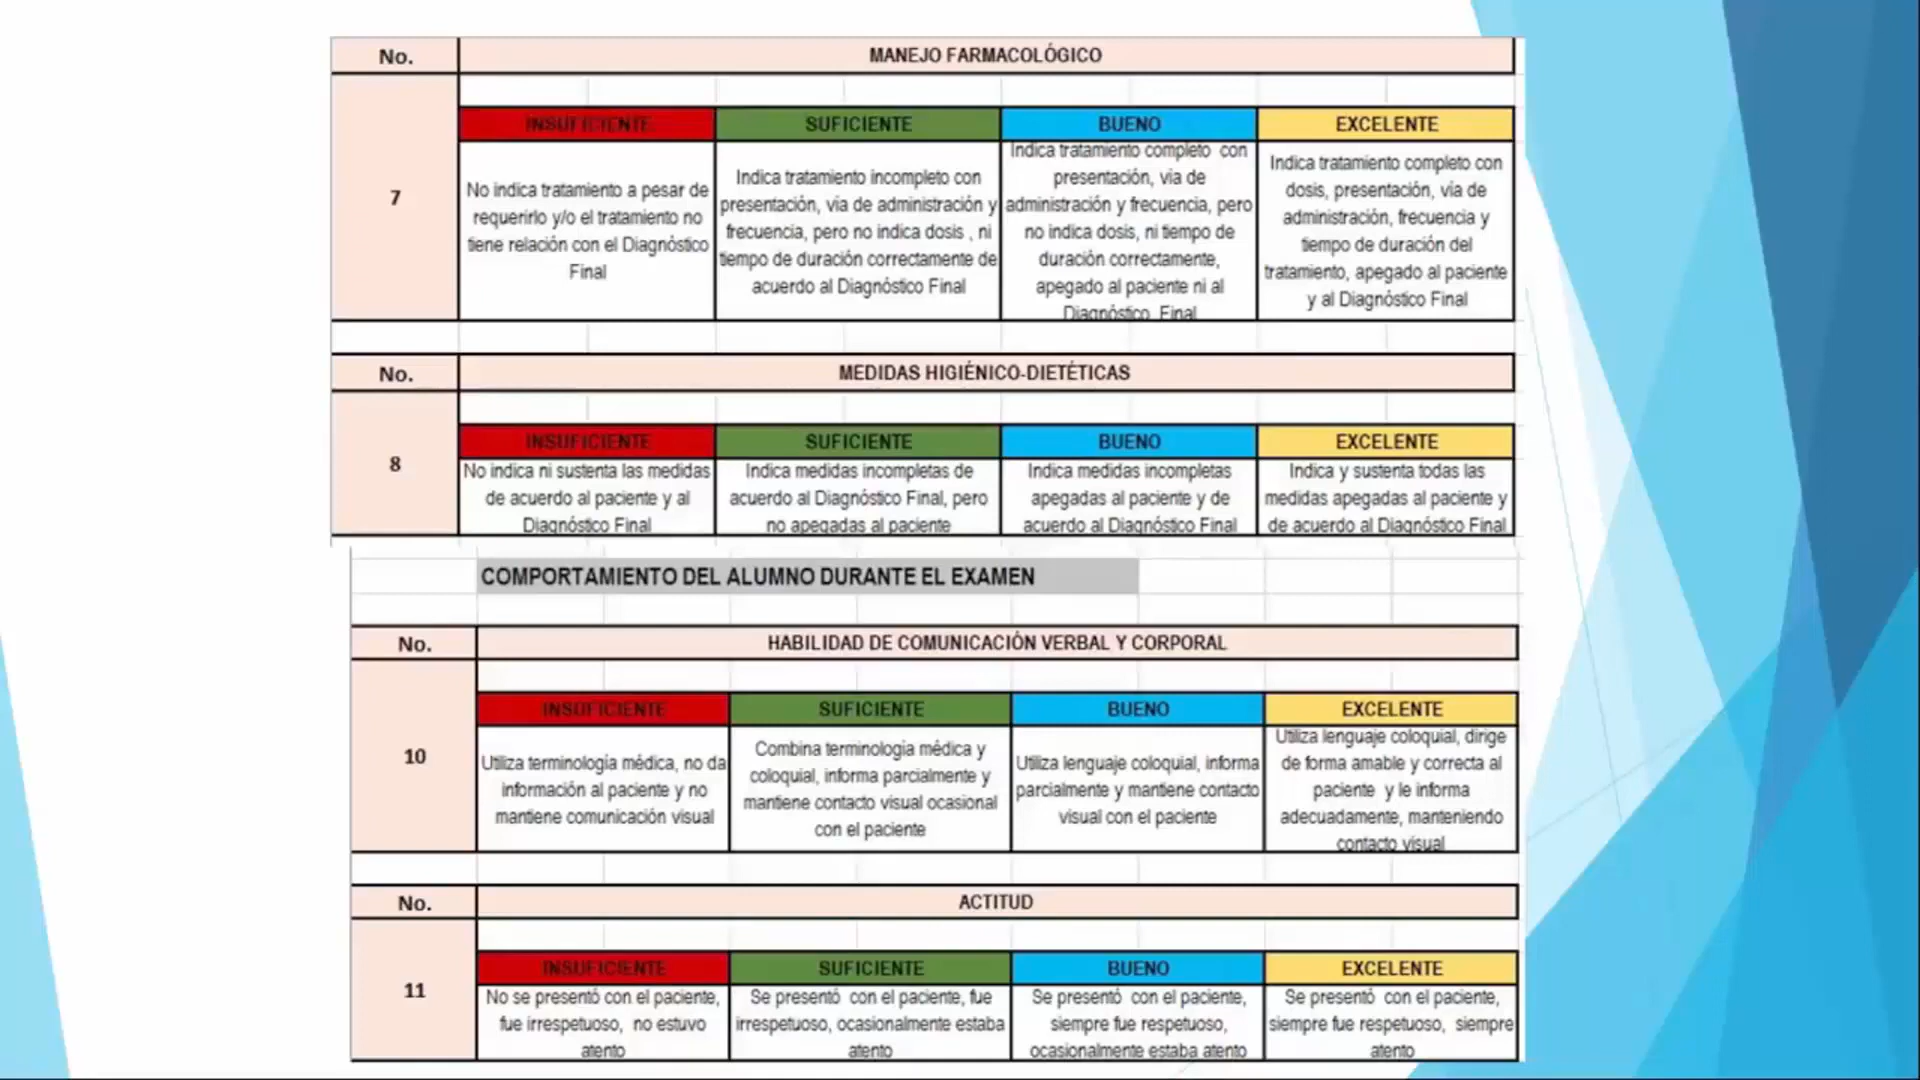 No.
MANEJO FARMACOLÓGICO
7
INSUFICIENTE
SUFICIENTE
BUENO
EXCELENTE
No indica tratamiento a pesar de
requerirlo y/o el tratamiento no
tiene relación con el Diagnóstico
Final
Indica tratamiento incompleto con
presentación, vía de administración y
frecuencia, pero no indica dosis , ni
tiempo de duración correctamente de
acuerdo al Diagnóstico Final
Indica tratamiento completo con
presentación, vía de
administración y frecuencia, pero
no indica dosis, ni tiempo de
duración correctamente,
apegado al paciente ni al
Diagnóstico Final
Indica tratamiento completo con
dosis, presentación, vía de
administración, frecuencia y
tiempo de duración del
tratamiento, apegado al paciente
y al Diagnóstico Final
No.
MEDIDAS HIGIÉNICO-DIETÉTICAS
8
INSUFICIENTE
SUFICIENTE
BUENO
EXCELENTE
No indica ni sustenta las medidas
de acuerdo al paciente y al
Diagnóstico Final
Indica medidas incompletas de
acuerdo al Diagnóstico Final, pero
no apegadas al paciente
Indica medidas incompletas
apegadas al paciente y de
acuerdo al Diagnóstico Final
Indica y sustenta todas las
medidas apegadas al paciente y
de acuerdo al Diagnóstico Final
COMPORTAMIENTO DEL ALUMNO DURANTE EL EXAMEN
No.
HABILIDAD DE COMUNICACIÓN VERBAL Y CORPORAL
10
INSUFICIENTE
SUFICIENTE
BUENO
EXCELENTE
Utiliza terminología médica, no da
información al paciente y no
mantiene comunicación visual
Combina terminología médica y
coloquial, informa parcialmente y
mantiene contacto visual ocasional
con el paciente
Utiliza lenguaje coloquial, informa
parcialmente y mantiene contacto
visual con el paciente
Utiliza lenguaje coloquial, dirige
de forma amable y correcta al
paciente y le informa
adecuadamente, manteniendo
contacto visual
No.
ACTITUD
11
INSUFICIENTE
SUFICIENTE
BUENO
EXCELENTE
No se presentó con el paciente,
fue irrespetuoso, no estuvo
atento
Se presentó con el paciente, fue
irrespetuoso, ocasionalmente estaba
atento
Se presentó con el paciente,
siempre fue respetuoso,
ocasionalmente estaba atento
Se presentó con el paciente,
siempre fue respetuoso, siempre
atento